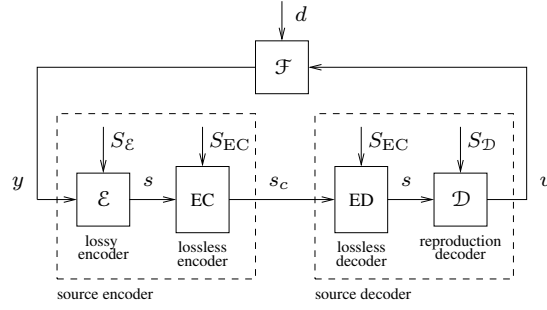 d
ℱ
S_ℰ S_EC S_EC S_𝒟
y ℰ s EC s_c ED s 𝒟 u
lossy encoder
lossless encoder
lossless decoder
reproduction decoder
source encoder
source decoder